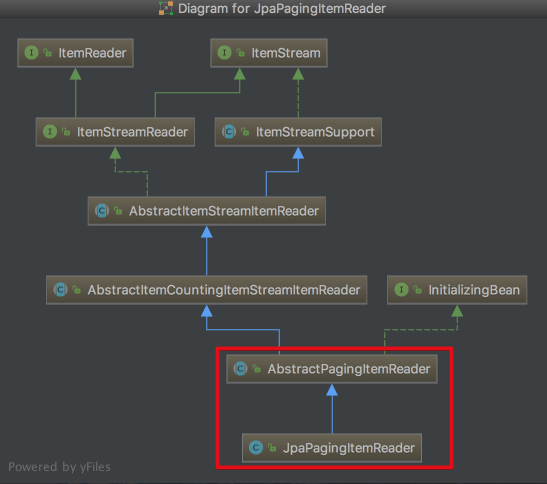 Diagram for JpaPagingItemReader
I ItemReader
I ItemStream
I ItemStreamReader
C ItemStreamSupport
C AbstractItemStreamItemReader
C AbstractItemCountingItemStreamItemReader
I InitializingBean
C AbstractPagingItemReader
C JpaPagingItemReader
Powered by yFiles